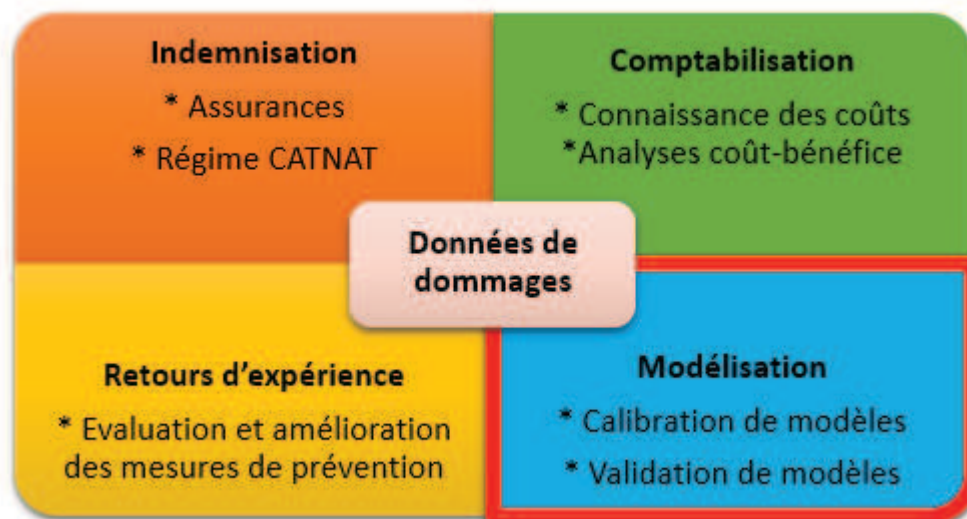 Indemnisation
* Assurances
* Régime CATNAT
Comptabilisation
* Connaissance des coûts
*Analyses coût-bénéfice
Données de
dommages
Retours d’expérience
* Evaluation et amélioration
des mesures de prévention
Modélisation
* Calibration de modèles
* Validation de modèles